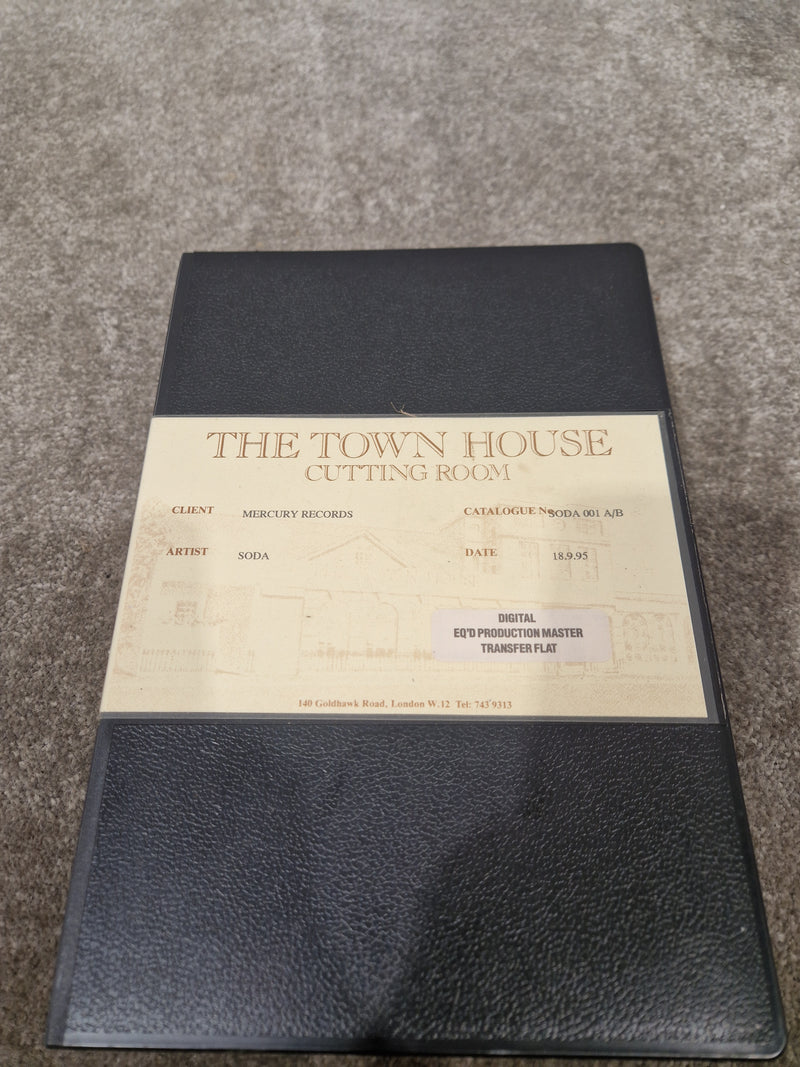 THE TOWN HOUSE
CUTTING ROOM
CLIENT MERCURY RECORDS CATALOGUE No SODA 001 A/B
ARTIST SODA DATE 18.9.95
DIGITAL
EQ'D PRODUCTION MASTER
TRANSFER FLAT
140 Goldhawk Road, London W.12 Tel: 743 9313